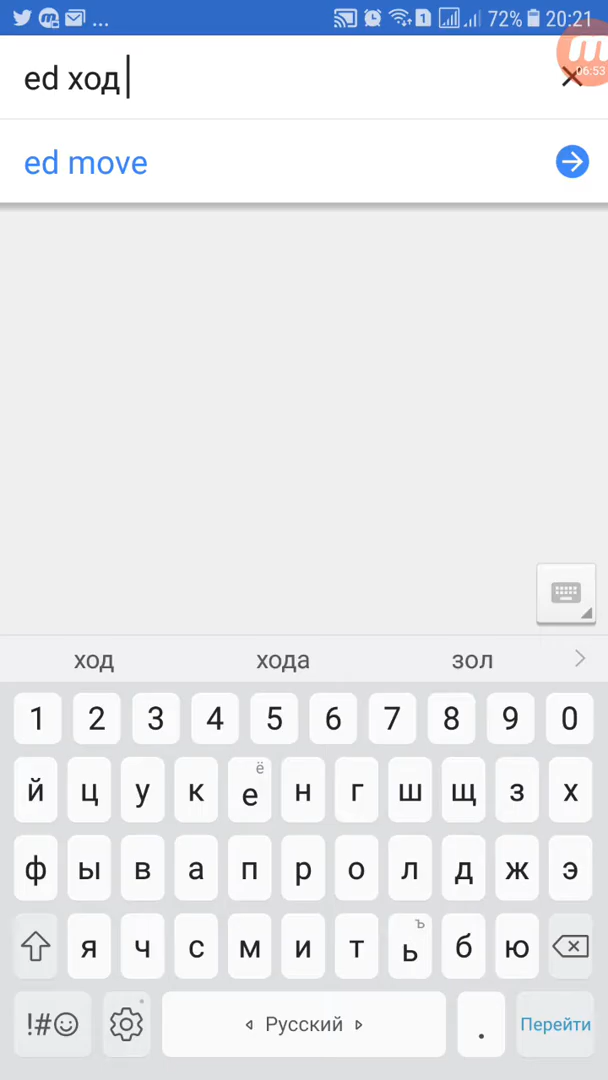 ... 1 72% 20:21
06:53
ed ход
ed move
ход хода зол
1 2 3 4 5 6 7 8 9 0
ё
й ц у к е н г ш щ з х
ф ы в а п р о л д ж э
ъ
я ч с м и т ь б ю
!#☺ Русский . Перейти